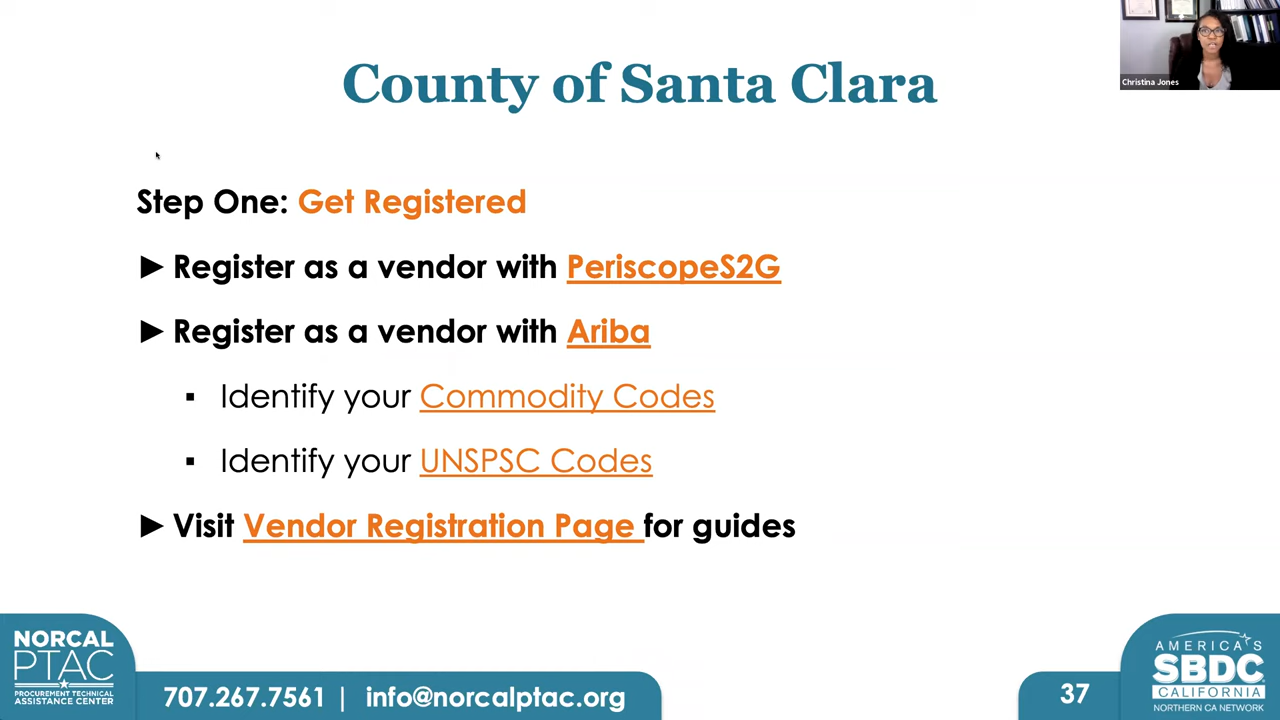 County of Santa Clara
Christina Jones
Step One: Get Registered
► Register as a vendor with PeriscopeS2G
► Register as a vendor with Ariba
▪ Identify your Commodity Codes
▪ Identify your UNSPSC Codes
► Visit Vendor Registration Page for guides
NORCAL
PTAC
PROCUREMENT TECHNICAL
ASSISTANCE CENTER
707.267.7561 | info@norcalptac.org
37
AMERICA'S
SBDC
CALIFORNIA
NORTHERN CA NETWORK